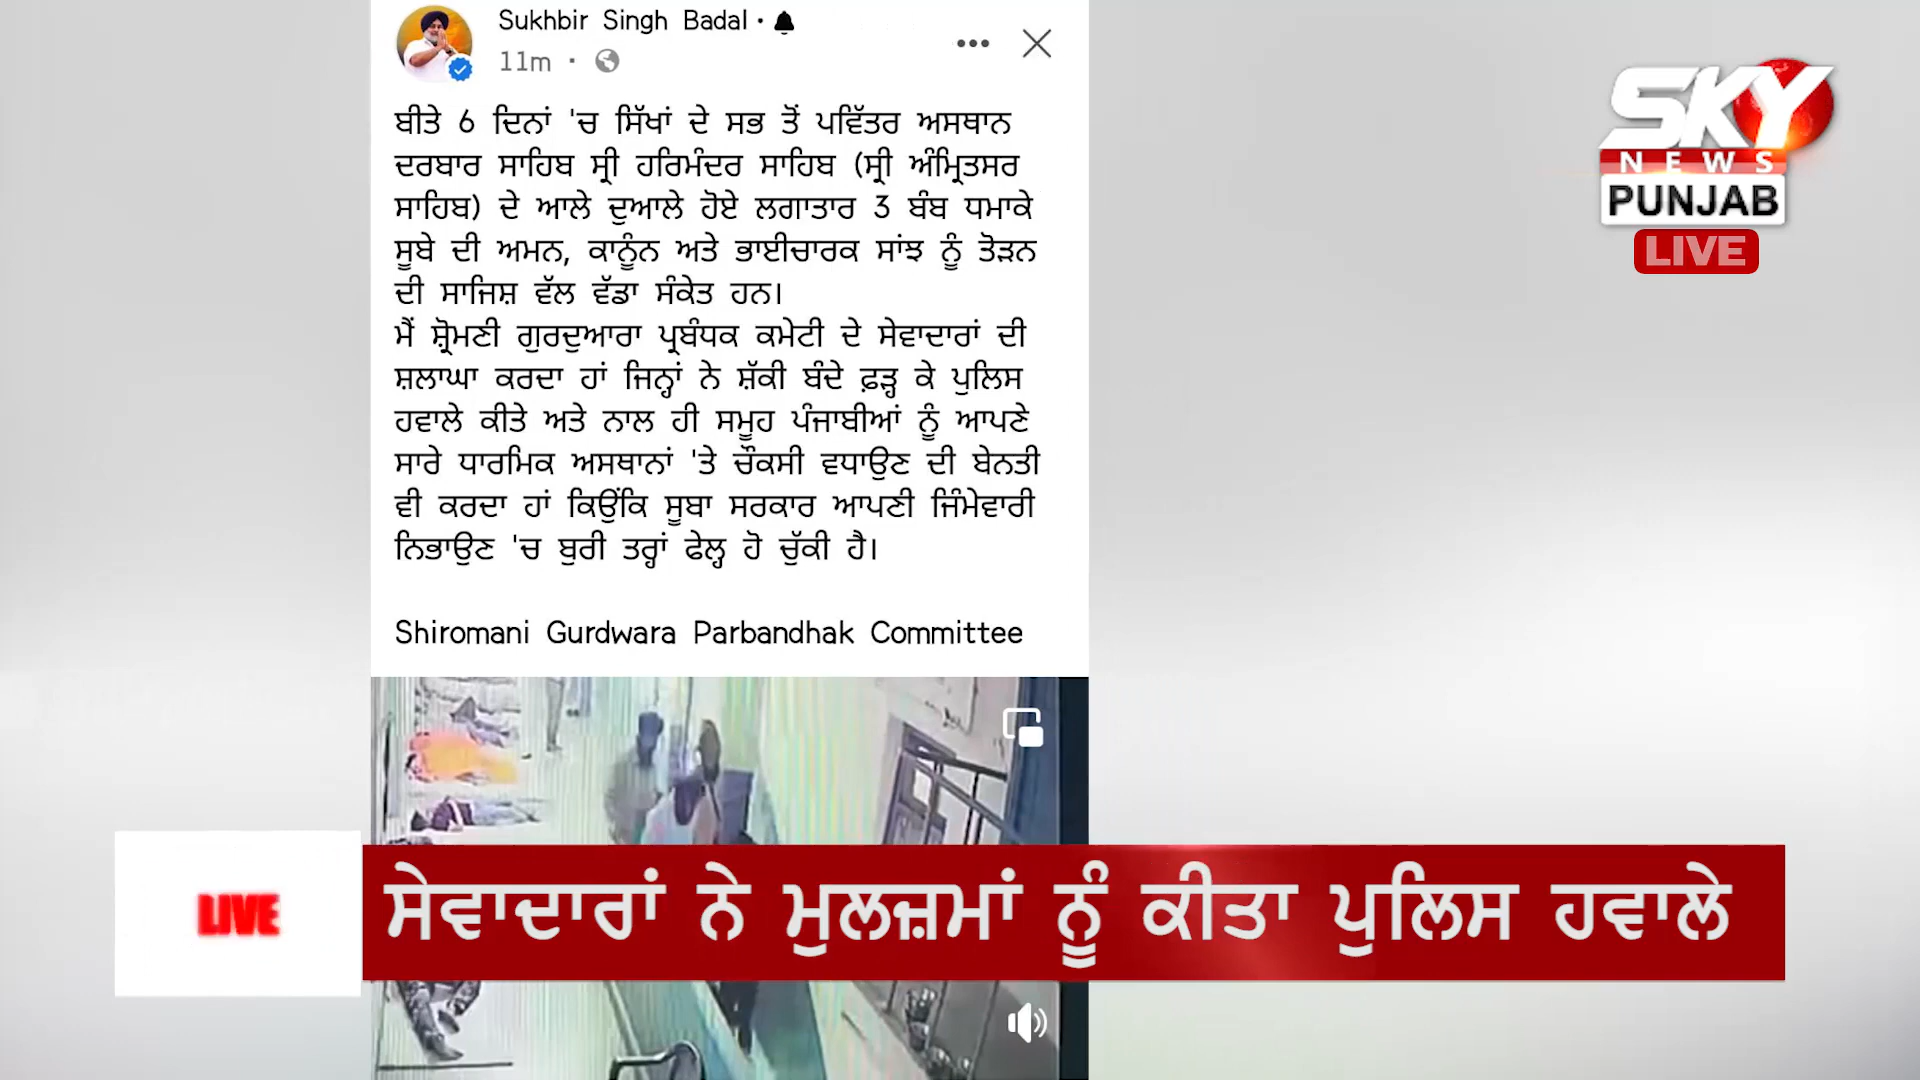 Sukhbir Singh Badal ·
11m ·
ਬੀਤੇ 6 ਦਿਨਾਂ 'ਚ ਸਿੱਖਾਂ ਦੇ ਸਭ ਤੋਂ ਪਵਿੱਤਰ ਅਸਥਾਨ
ਦਰਬਾਰ ਸਾਹਿਬ ਸ੍ਰੀ ਹਰਿਮੰਦਰ ਸਾਹਿਬ (ਸ੍ਰੀ ਅੰਮ੍ਰਿਤਸਰ
ਸਾਹਿਬ) ਦੇ ਆਲੇ ਦੁਆਲੇ ਹੋਏ ਲਗਾਤਾਰ 3 ਬੰਬ ਧਮਾਕੇ
ਸੂਬੇ ਦੀ ਅਮਨ, ਕਾਨੂੰਨ ਅਤੇ ਭਾਈਚਾਰਕ ਸਾਂਝ ਨੂੰ ਤੋੜਨ
ਦੀ ਸਾਜਿਸ਼ ਵੱਲ ਵੱਡਾ ਸੰਕੇਤ ਹਨ।
ਮੈਂ ਸ਼੍ਰੋਮਣੀ ਗੁਰਦੁਆਰਾ ਪ੍ਰਬੰਧਕ ਕਮੇਟੀ ਦੇ ਸੇਵਾਦਾਰਾਂ ਦੀ
ਸ਼ਲਾਘਾ ਕਰਦਾ ਹਾਂ ਜਿਨ੍ਹਾਂ ਨੇ ਸ਼ੱਕੀ ਬੰਦੇ ਫ਼ੜ੍ਹ ਕੇ ਪੁਲਿਸ
ਹਵਾਲੇ ਕੀਤੇ ਅਤੇ ਨਾਲ ਹੀ ਸਮੂਹ ਪੰਜਾਬੀਆਂ ਨੂੰ ਆਪਣੇ
ਸਾਰੇ ਧਾਰਮਿਕ ਅਸਥਾਨਾਂ 'ਤੇ ਚੌਕਸੀ ਵਧਾਉਣ ਦੀ ਬੇਨਤੀ
ਵੀ ਕਰਦਾ ਹਾਂ ਕਿਉਂਕਿ ਸੂਬਾ ਸਰਕਾਰ ਆਪਣੀ ਜਿੰਮੇਵਾਰੀ
ਨਿਭਾਉਣ 'ਚ ਬੁਰੀ ਤਰ੍ਹਾਂ ਫੇਲ੍ਹ ਹੋ ਚੁੱਕੀ ਹੈ।
Shiromani Gurdwara Parbandhak Committee
SKY
NEWS
PUNJAB
LIVE
LIVE
ਸੇਵਾਦਾਰਾਂ ਨੇ ਮੁਲਜ਼ਮਾਂ ਨੂੰ ਕੀਤਾ ਪੁਲਿਸ ਹਵਾਲੇ